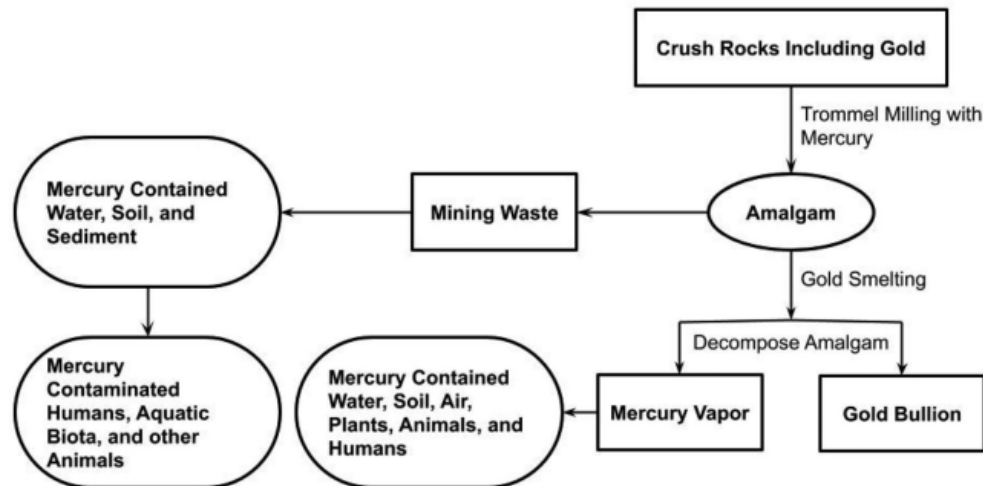 Crush Rocks Including Gold
Trommel Milling with
Mercury
Mercury Contained
Water, Soil, and
Sediment
Mining Waste
Amalgam
Gold Smelting
Decompose Amalgam
Mercury
Contaminated
Humans, Aquatic
Biota, and other
Animals
Mercury Contained
Water, Soil, Air,
Plants, Animals, and
Humans
Mercury Vapor
Gold Bullion